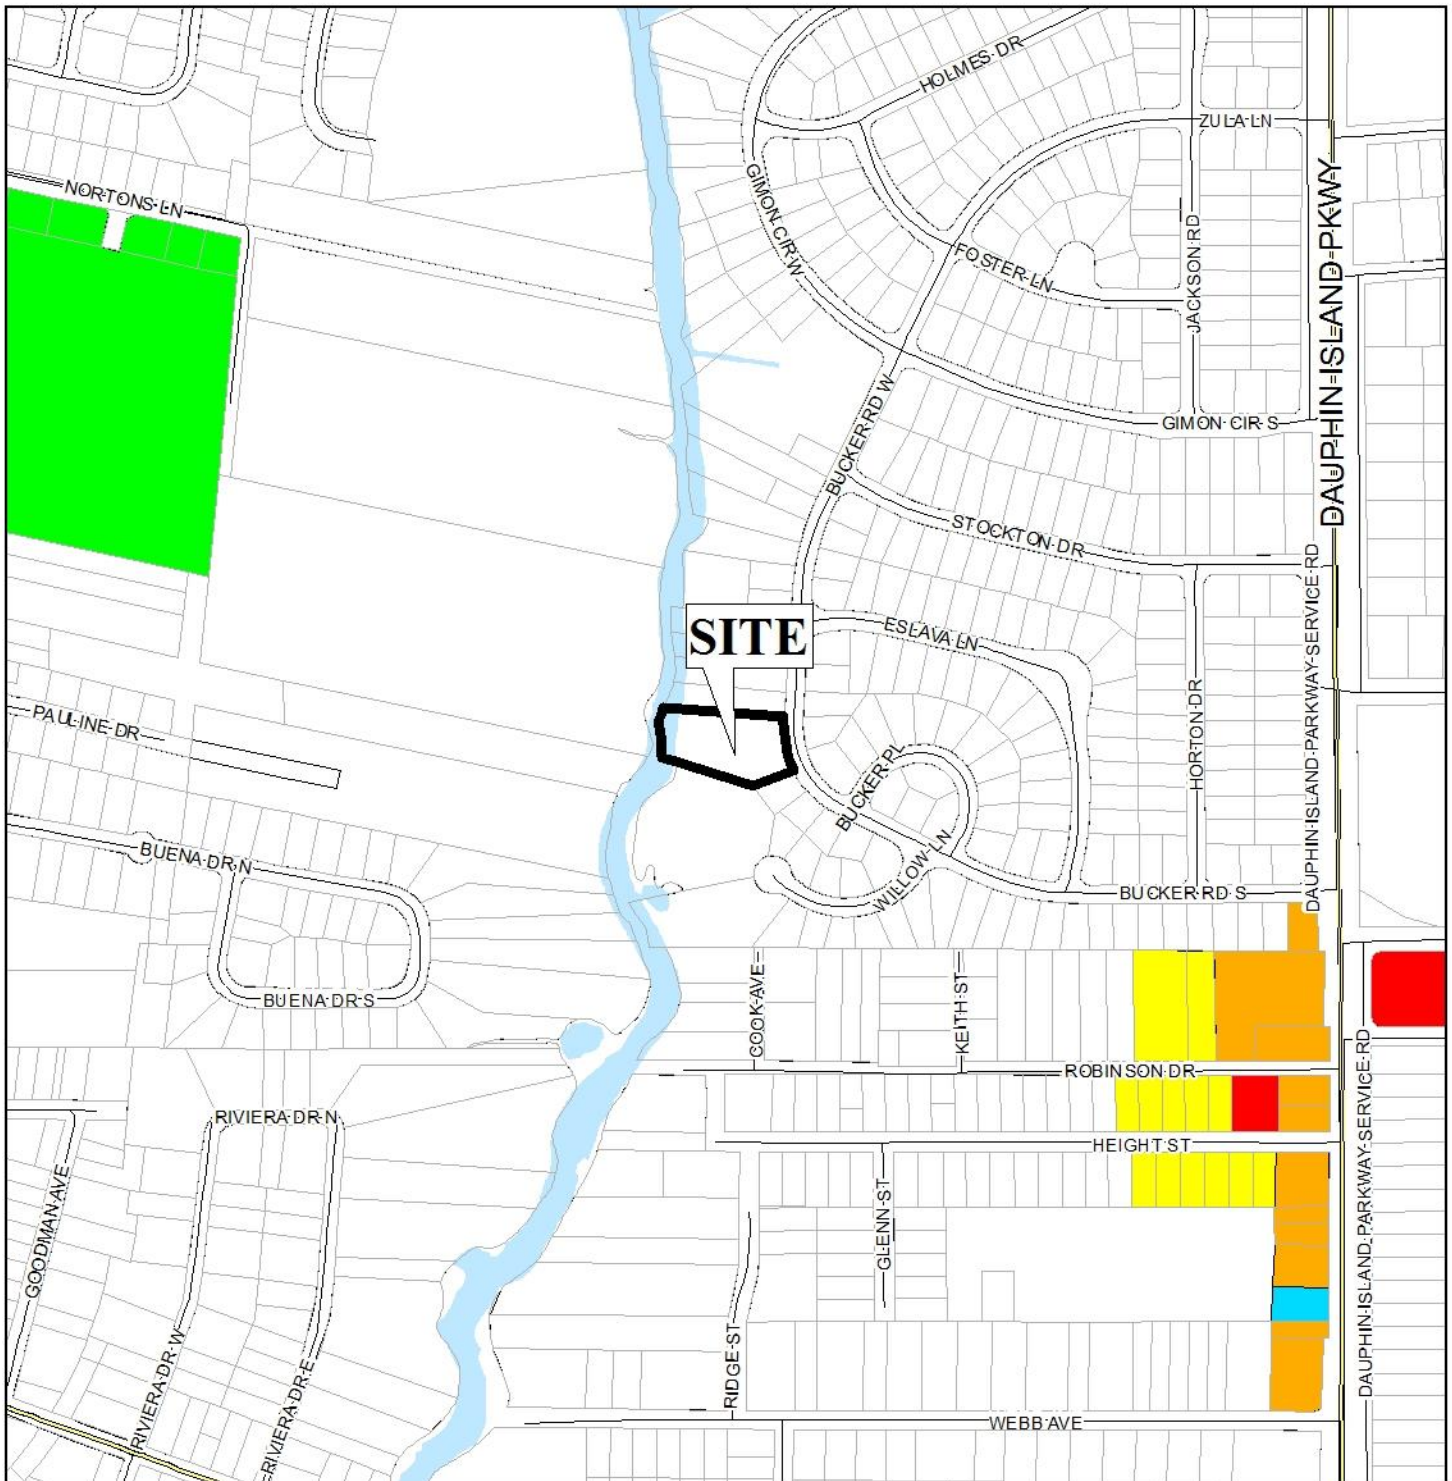 HOLMES DR
ZULA LN
NORTONS LN
GIMON CIR W
DAUPHIN ISLAND PKWY
JACKSON RD
FOSTER LN
BUCKER RD W
GIMON CIR S
STOCKTON DR
DAUPHIN ISLAND PARKWAY SERVICE RD
SITE
ESLAVA LN
HORTON DR
PAULINE DR
BUCKER PL
BUENA DR N
WILLOW LN
BUCKER RD S
BUENA DR S
COOK AVE
KEITH ST
ROBINSON DR
DAUPHIN ISLAND PARKWAY SERVICE RD
RIVIERA DR N
HEIGHT ST
GOODMAN AVE
GLENN ST
RIDGE ST
RIVIERA DR W
RIVIERA DR E
WEBB AVE